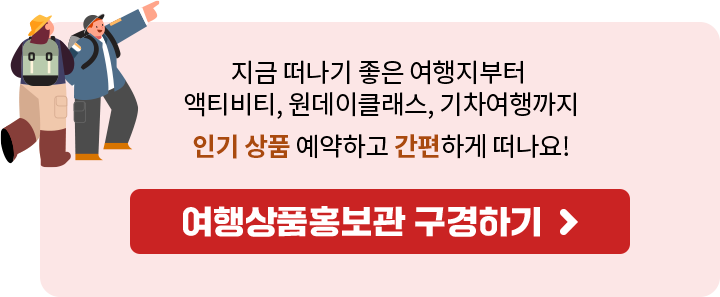 지금 떠나기 좋은 여행지부터
액티비티, 원데이클래스, 기차여행까지
인기 상품 예약하고 간편하게 떠나요!
여행상품홍보관 구경하기 >